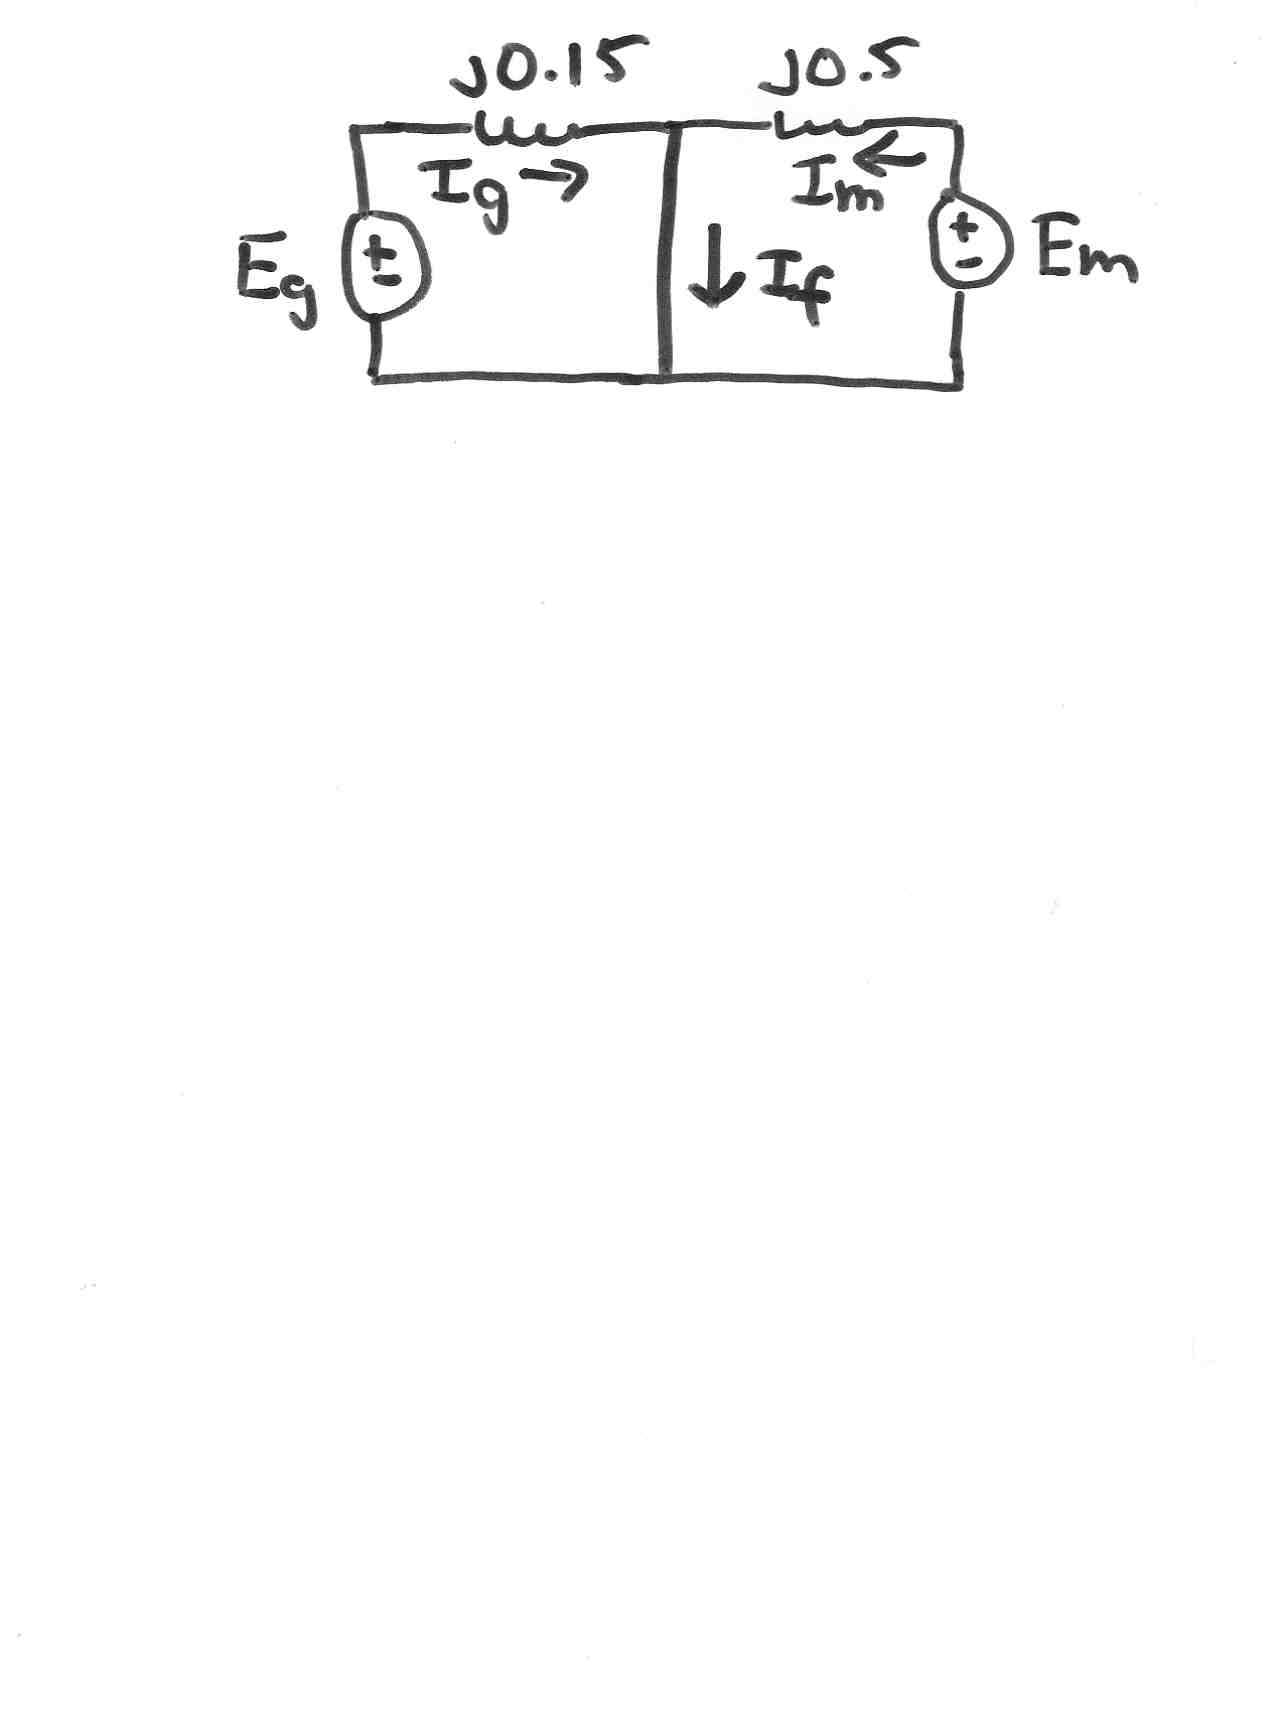 j0.15 j0.5
Ig → Im ←
Eg + - ↓ If + - Em